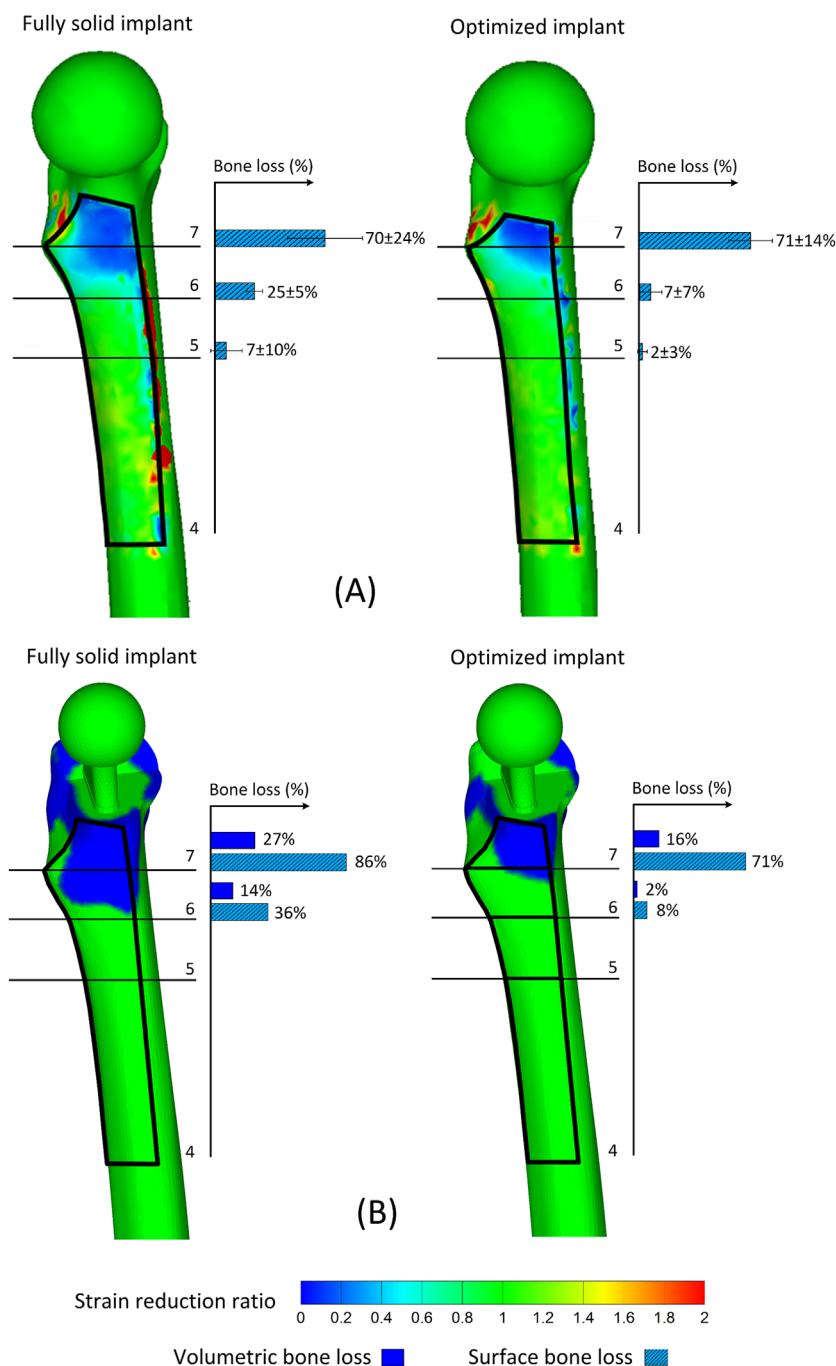 Fully solid implant
Optimized implant
Bone loss (%)
Bone loss (%)
7
70±24%
7
71±14%
6
25±5%
6
7±7%
5
7±10%
5
2±3%
4
4
(A)
Fully solid implant
Optimized implant
Bone loss (%)
Bone loss (%)
27%
16%
7
86%
7
71%
14%
2%
6
36%
6
8%
5
5
4
4
(B)
Strain reduction ratio
0 0.2 0.4 0.6 0.8 1 1.2 1.4 1.6 1.8 2
Volumetric bone loss
Surface bone loss